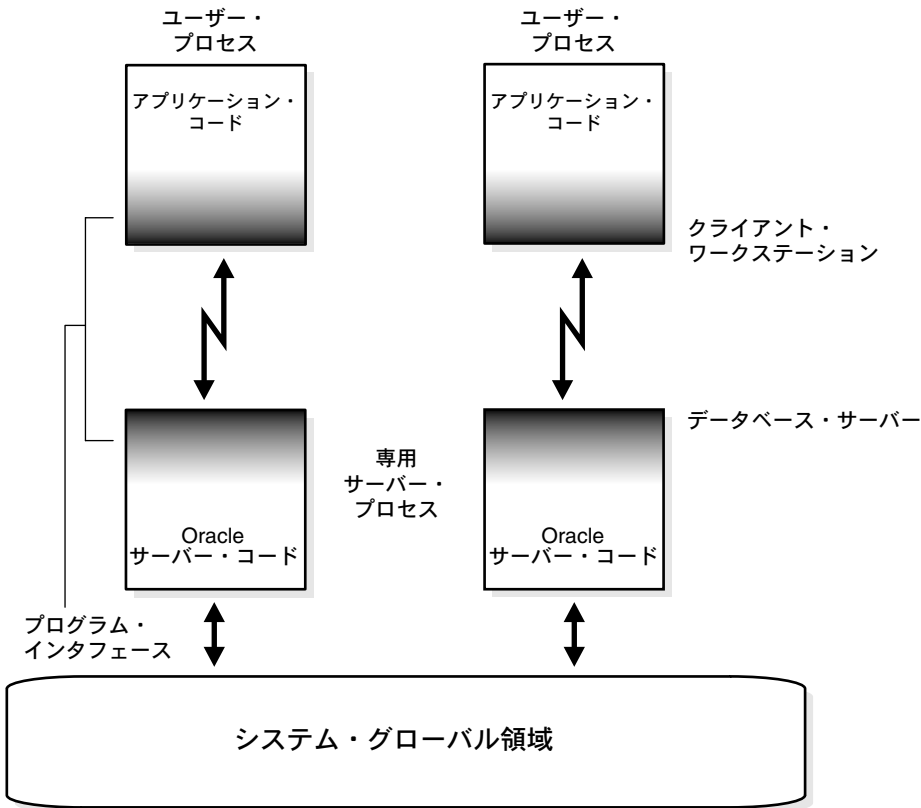 ユーザー・
プロセス
ユーザー・
プロセス
アプリケーション・
コード
アプリケーション・
コード
クライアント・
ワークステーション
データベース・サーバー
専用
サーバー・
プロセス
Oracle
サーバー・コード
Oracle
サーバー・コード
プログラム・
インタフェース
システム・グローバル領域